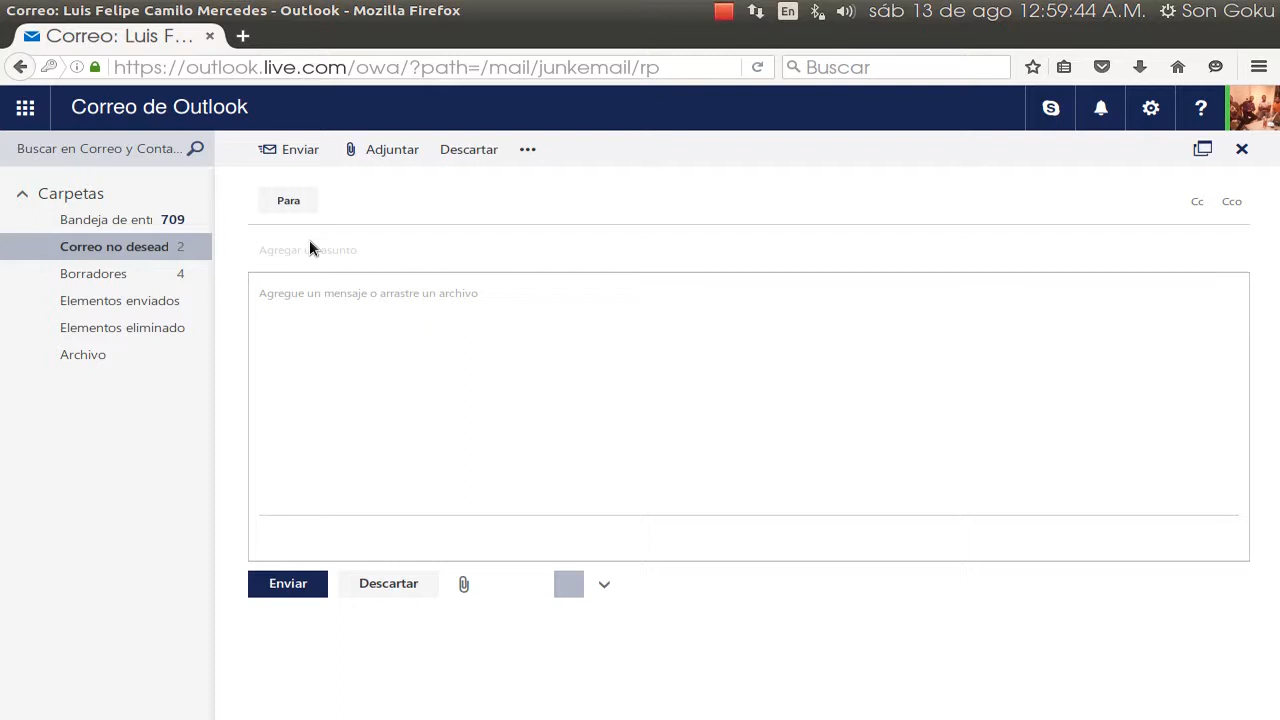 Correo: Luis Felipe Camilo Mercedes - Outlook - Mozilla Firefox
En
sáb 13 de ago 12:59:44 A.M.
Son Goku
Correo: Luis F...
https://outlook.live.com/owa/?path=/mail/junkemail/rp
Buscar
Correo de Outlook
Buscar en Correo y Conta...
Enviar
Adjuntar
Descartar
Carpetas
Bandeja de entr 709
Correo no desead 2
Borradores 4
Elementos enviados
Elementos eliminado
Archivo
Para
Cc
Cco
Agregar un asunto
Agregue un mensaje o arrastre un archivo
Enviar
Descartar